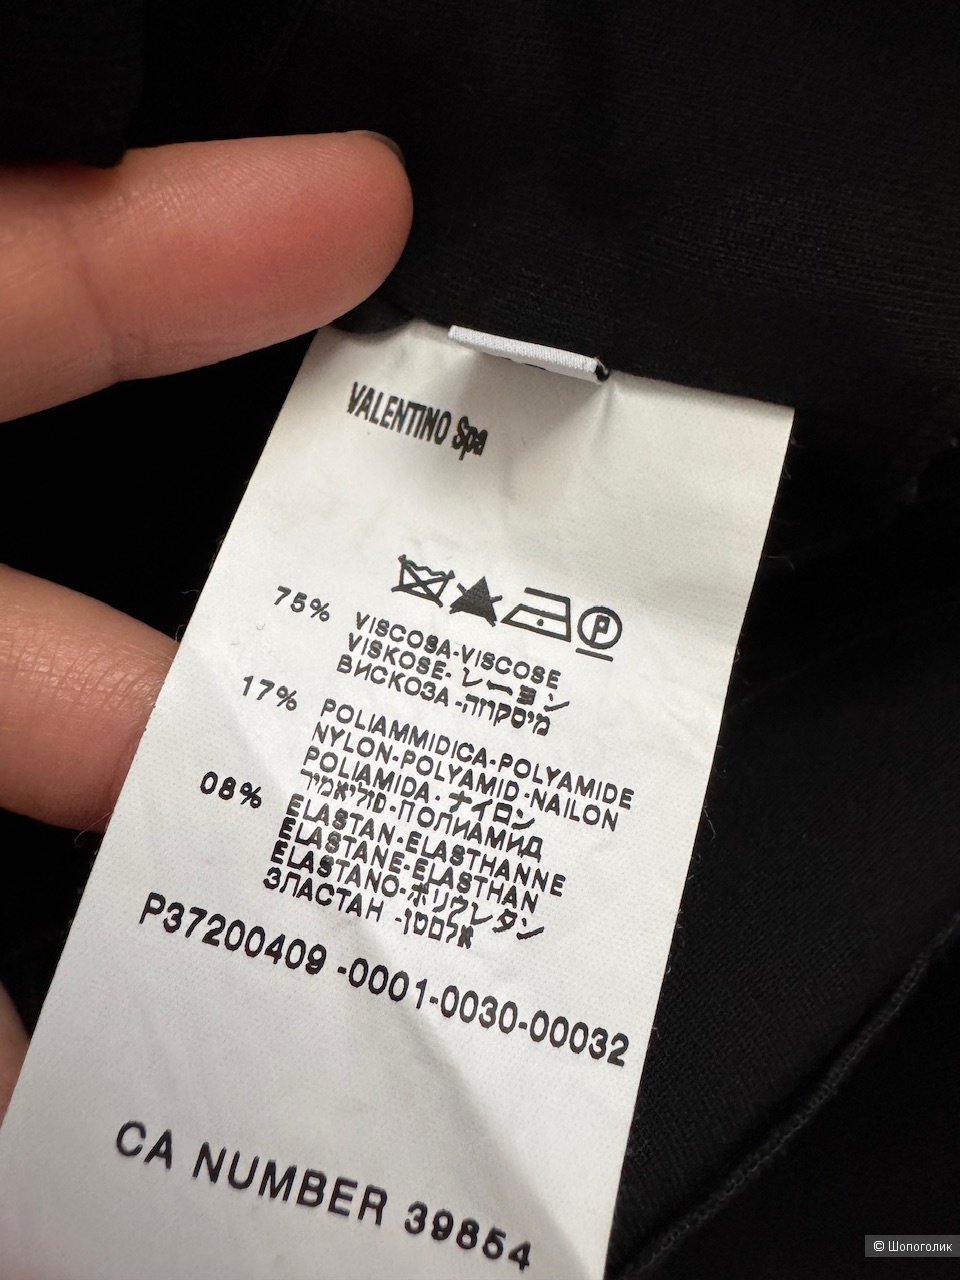 VALENTINO Spa
75% VISCOSA-VISCOSE
VISKOSE-レーヨン
ВИСКОЗА-מיסקוזה
17% POLIAMMIDICA-POLYAMIDE
NYLON-POLYAMID-NAILON
POLIAMIDA-ナイロン
פוליאמיד-ПОЛИАМИД
08% ELASTAN-ELASTHANNE
ELASTANE-ELASTHAN
ELASTANO-ポリウレタン
ЭЛАСТАН-אלסטן
P37200409 -0001-0030-00032
CA NUMBER 39854
© Шопоголик